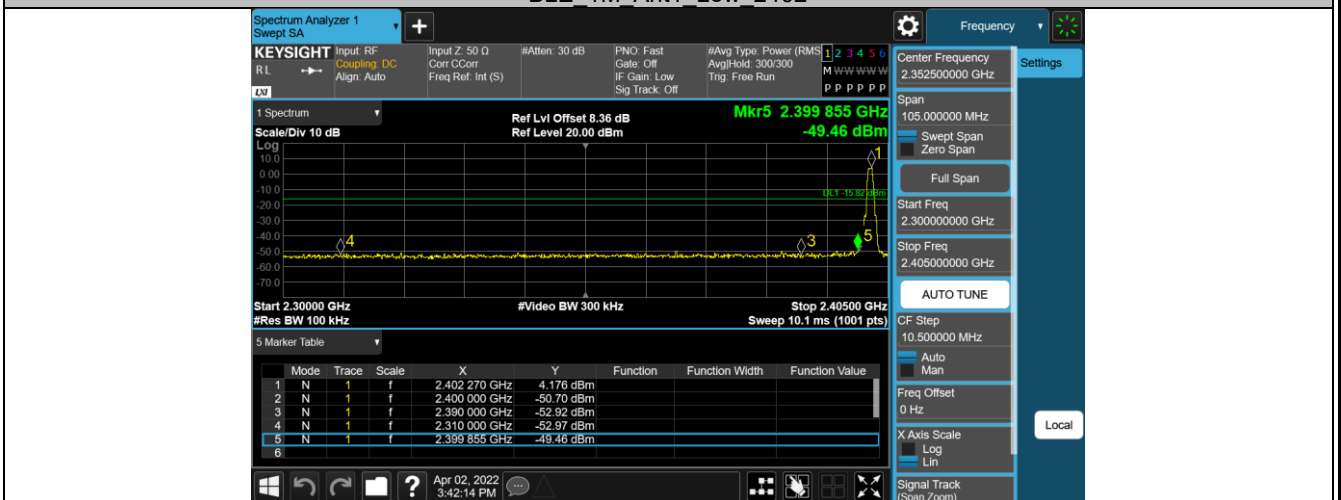 Spectrum Analyzer 1
Swept SA
+
Frequency
KEYSIGHT
RL
LXI
Input: RF
Coupling: DC
Align: Auto
Input Z: 50 Ω
Corr CCorr
Freq Ref: Int (S)
#Atten: 30 dB
PNO: Fast
Gate: Off
IF Gain: Low
Sig Track: Off
#Avg Type: Power (RMS
Avg|Hold: 300/300
Trig: Free Run
1 2 3 4 5 6
M W W W W W
P P P P P P
1 Spectrum
Scale/Div 10 dB
Ref Lvl Offset 8.36 dB
Ref Level 20.00 dBm
Mkr5 2.399 855 GHz
-49.46 dBm
Log
10.0
0.00
-10.0
-20.0
-30.0
-40.0
-50.0
-60.0
-70.0
1
DL1 -15.82 dBm
4
3
5
Start 2.30000 GHz
#Res BW 100 kHz
#Video BW 300 kHz
Stop 2.40500 GHz
Sweep 10.1 ms (1001 pts)
5 Marker Table
Mode Trace Scale X Y Function Function Width Function Value
1 N 1 f 2.402 270 GHz 4.176 dBm
2 N 1 f 2.400 000 GHz -50.70 dBm
3 N 1 f 2.390 000 GHz -52.92 dBm
4 N 1 f 2.310 000 GHz -52.97 dBm
5 N 1 f 2.399 855 GHz -49.46 dBm
6
?
Apr 02, 2022
3:42:14 PM
Center Frequency
2.352500000 GHz
Settings
Span
105.000000 MHz
Swept Span
Zero Span
Full Span
Start Freq
2.300000000 GHz
Stop Freq
2.405000000 GHz
AUTO TUNE
CF Step
10.500000 MHz
Auto
Man
Freq Offset
0 Hz
Local
X Axis Scale
Log
Lin
Signal Track
(Span Zoom)